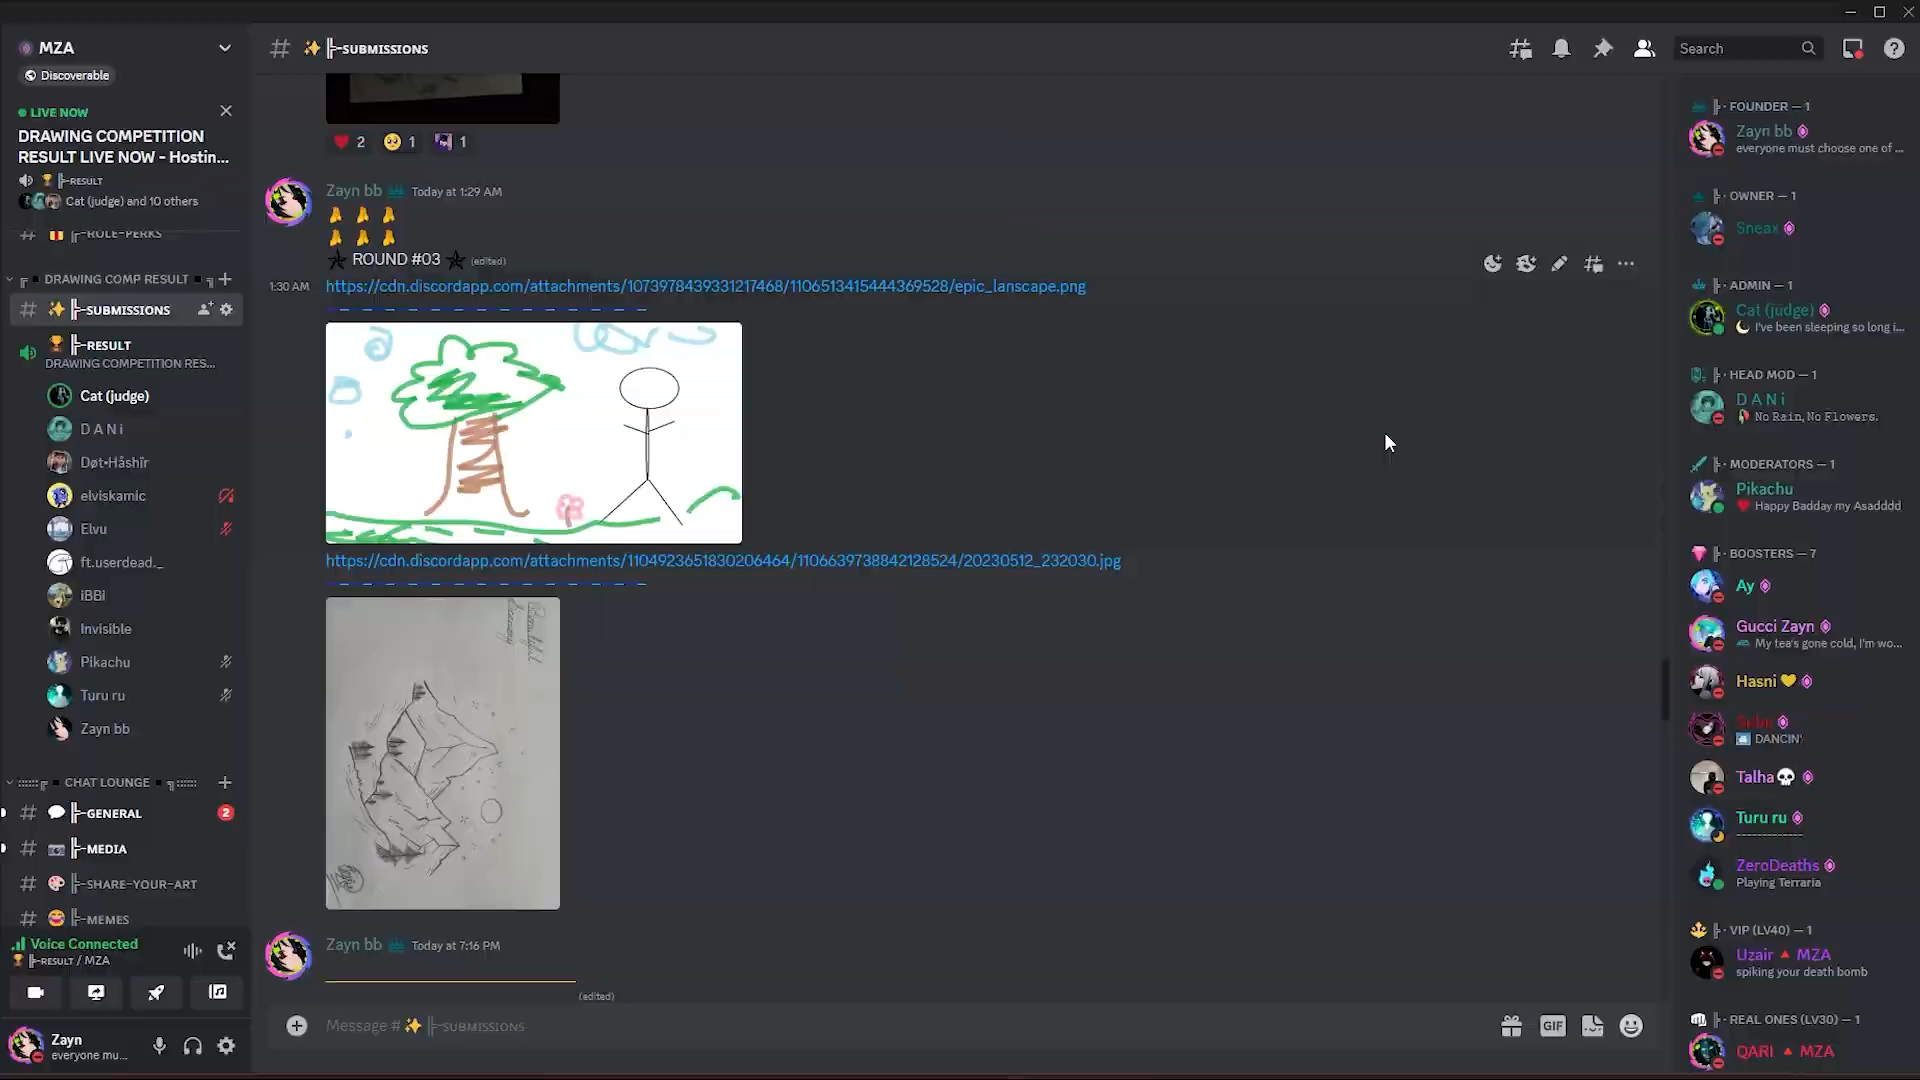 MZA
Discoverable
LIVE NOW
DRAWING COMPETITION
RESULT LIVE NOW - Hostin...
RESULT
Cat (judge) and 10 others
ROLE-PERKS
DRAWING COMP RESULT
SUBMISSIONS
RESULT
DRAWING COMPETITION RES...
Cat (judge)
D A N i
Døt•Håshîr
elviskamic
Elvu
ft.userdead._
iBBi
Invisible
Pikachu
Turu ru
Zayn bb
CHAT LOUNGE
GENERAL
2
MEDIA
SHARE-YOUR-ART
MEMES
Voice Connected
RESULT / MZA
Zayn
everyone mu...
# ✨ SUBMISSIONS
Search
❤ 2 🥺 1 1
Zayn bb Today at 1:29 AM
ROUND #03 (edited)
1:30 AM https://cdn.discordapp.com/attachments/1073978439331217468/1106513415444369528/epic_lanscape.png
https://cdn.discordapp.com/attachments/1104923651830206464/1106639738842128524/20230512_232030.jpg
Beautiful
Scenery
Zayn bb Today at 7:16 PM
(edited)
Message # ✨ SUBMISSIONS
GIF
FOUNDER — 1
Zayn bb
everyone must choose one of ...
OWNER — 1
Sneax
ADMIN — 1
Cat (judge)
I've been sleeping so long i...
HEAD MOD — 1
D A N i
No Rain, No Flowers.
MODERATORS — 1
Pikachu
Happy Badday my Asadddd
BOOSTERS — 7
Ay
Gucci Zayn
My tea's gone cold, I'm wo...
Hasni 💛
DANCIN'
Talha💀
Turu ru
ZeroDeaths
Playing Terraria
VIP (LV40) — 1
Uzair 🔺 MZA
spiking your death bomb
REAL ONES (LV30) — 1
QARI 🔺 MZA